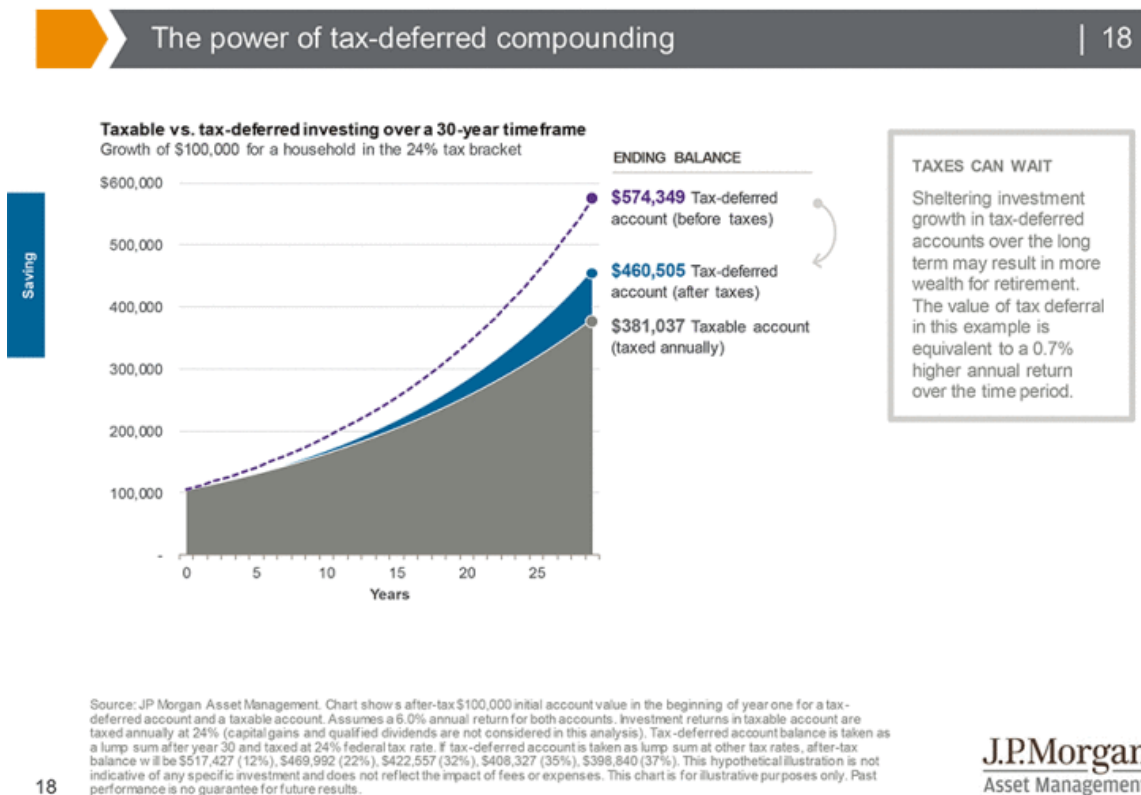 The power of tax-deferred compounding | 18
Taxable vs. tax-deferred investing over a 30-year timeframe
Growth of $100,000 for a household in the 24% tax bracket
$600,000
500,000
400,000
300,000
200,000
100,000
-
0 5 10 15 20 25
Years
Saving
ENDING BALANCE
$574,349 Tax-deferred
account (before taxes)
$460,505 Tax-deferred
account (after taxes)
$381,037 Taxable account
(taxed annually)
TAXES CAN WAIT
Sheltering investment
growth in tax-deferred
accounts over the long
term may result in more
wealth for retirement.
The value of tax deferral
in this example is
equivalent to a 0.7%
higher annual return
over the time period.
Source: JP Morgan Asset Management. Chart shows after-tax $100,000 initial account value in the beginning of year one for a tax-
deferred account and a taxable account. Assumes a 6.0% annual return for both accounts. Investment returns in taxable account are
taxed annually at 24% (capital gains and qualified dividends are not considered in this analysis). Tax-deferred account balance is taken as
a lump sum after year 30 and taxed at 24% federal tax rate. If tax-deferred account is taken as lump sum at other tax rates, after-tax
balance will be $517,427 (12%), $469,992 (22%), $422,557 (32%), $408,327 (35%), $398,840 (37%). This hypothetical illustration is not
indicative of any specific investment and does not reflect the impact of fees or expenses. This chart is for illustrative purposes only. Past
performance is no guarantee for future results.
18
J.P.Morgan
Asset Management